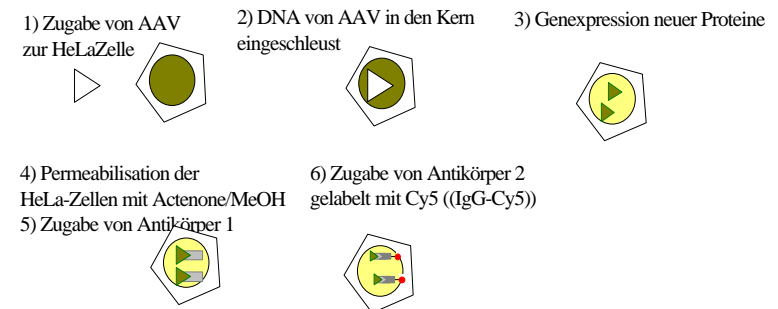 1) Zugabe von AAV
zur HeLaZelle
2) DNA von AAV in den Kern
eingeschleust
3) Genexpression neuer Proteine
4) Permeabilisation der
HeLa-Zellen mit Actenone/MeOH
5) Zugabe von Antikörper 1
6) Zugabe von Antikörper 2
gelabelt mit Cy5 ((IgG-Cy5))